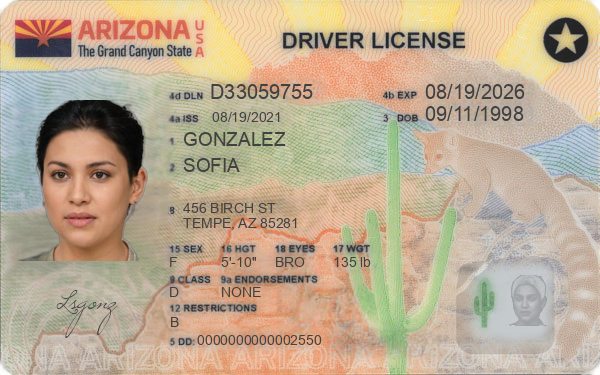 ARIZONA USA
The Grand Canyon State
DRIVER LICENSE
4d DLN D33059755
4b EXP 08/19/2026
4a ISS 08/19/2021
3 DOB 09/11/1998
1 GONZALEZ
2 SOFIA
8 456 BIRCH ST
TEMPE, AZ 85281
15 SEX 16 HGT 18 EYES 17 WGT
F 5'-10" BRO 135 lb
9 CLASS 9a ENDORSEMENTS
D NONE
12 RESTRICTIONS
B
5 DD: 0000000000002550
ARIZONA ARIZONA ARIZONA ARIZONA